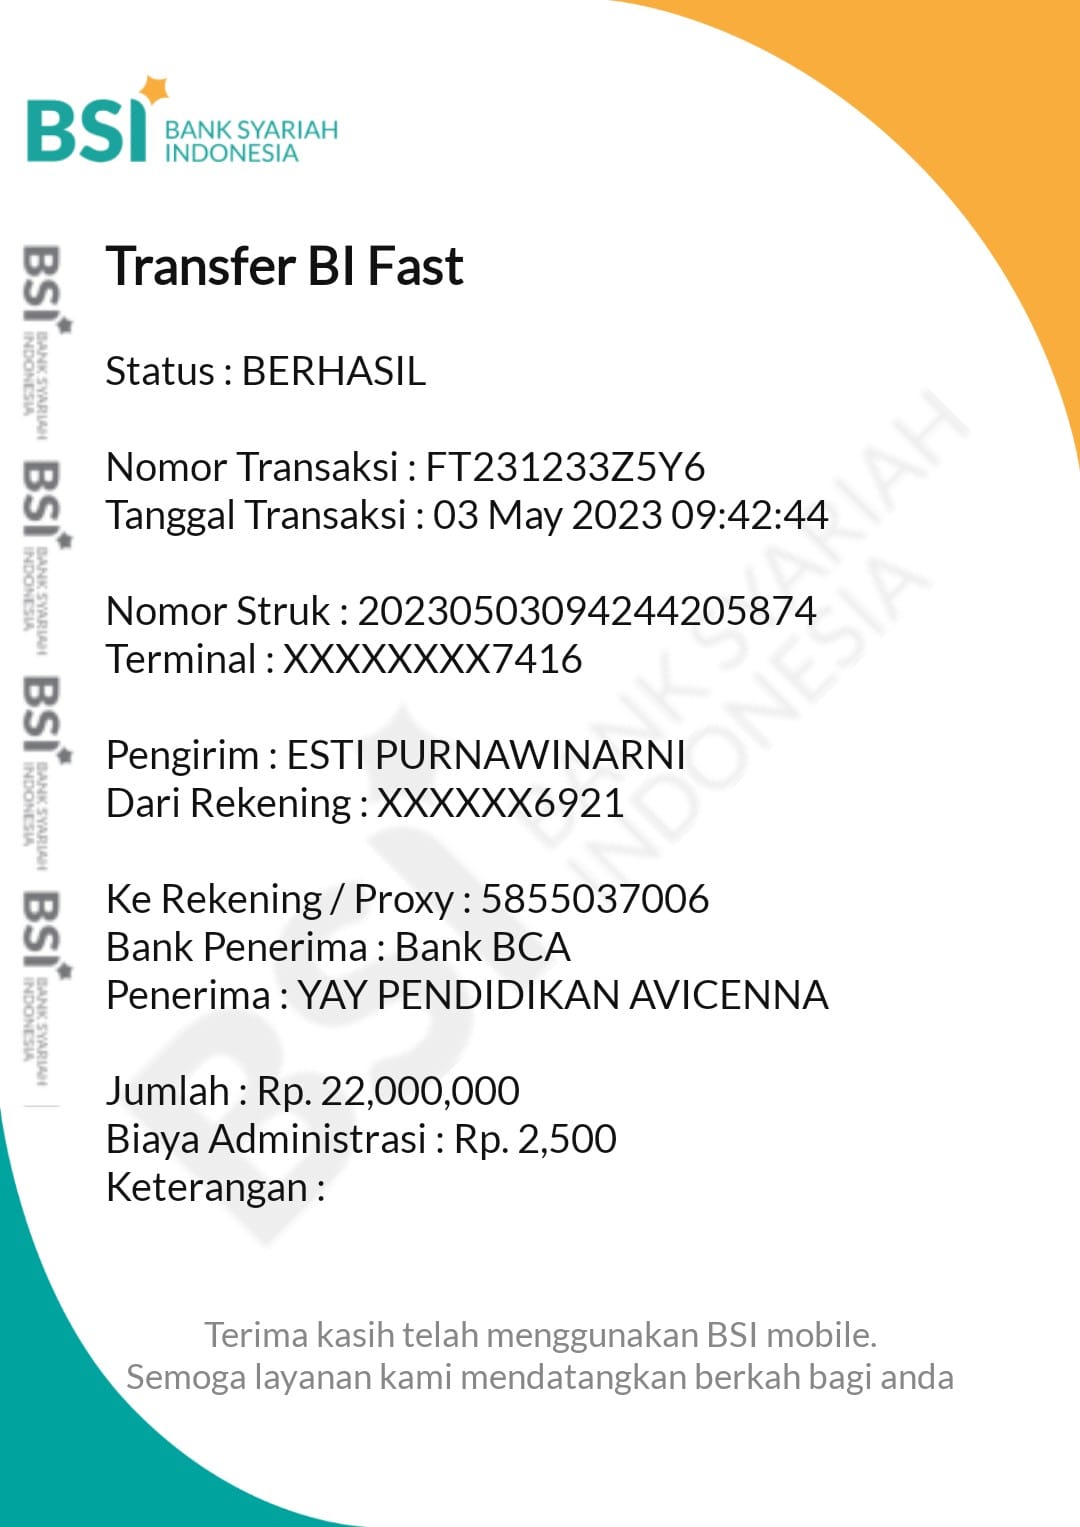 BSI BANK SYARIAH
INDONESIA
Transfer BI Fast
Status : BERHASIL
Nomor Transaksi : FT231233Z5Y6
Tanggal Transaksi : 03 May 2023 09:42:44
Nomor Struk : 20230503094244205874
Terminal : XXXXXXXX7416
Pengirim : ESTI PURNAWINARNI
Dari Rekening : XXXXXX6921
Ke Rekening / Proxy : 5855037006
Bank Penerima : Bank BCA
Penerima : YAY PENDIDIKAN AVICENNA
Jumlah : Rp. 22,000,000
Biaya Administrasi : Rp. 2,500
Keterangan :
Terima kasih telah menggunakan BSI mobile.
Semoga layanan kami mendatangkan berkah bagi anda
BSI BANK SYARIAH
INDONESIA
BSI BANK SYARIAH
INDONESIA
BSI BANK SYARIAH
INDONESIA
BSI BANK SYARIAH
INDONESIA
BSI BANK SYARIAH
INDONESIA